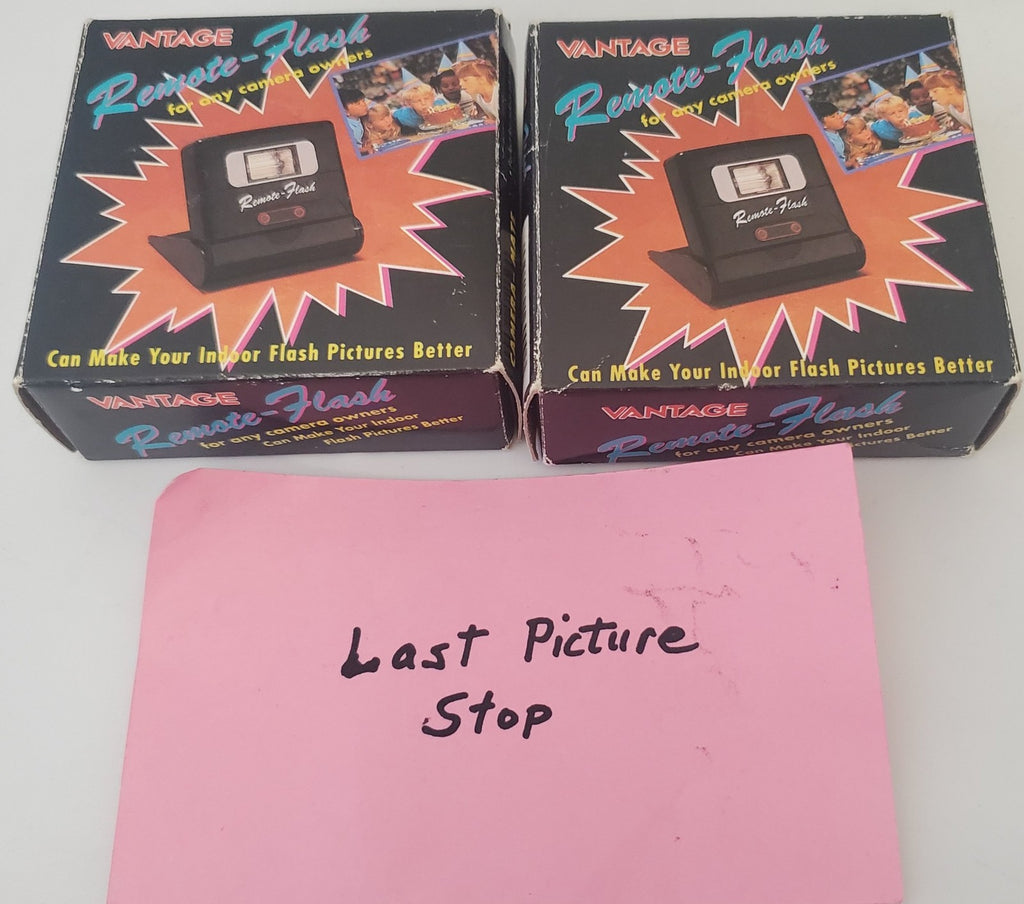 VANTAGE
Remote-Flash
for any camera owners
Remote-Flash
Can Make Your Indoor Flash Pictures Better
VANTAGE
Remote-Flash
for any camera owners
Can Make Your Indoor
Flash Pictures Better
VANTAGE
Remote-Flash
for any camera owners
Remote-Flash
Can Make Your Indoor Flash Pictures Better
VANTAGE
Remote-Flash
for any camera owners
Can Make Your Indoor
Flash Pictures Better
Last Picture
Stop